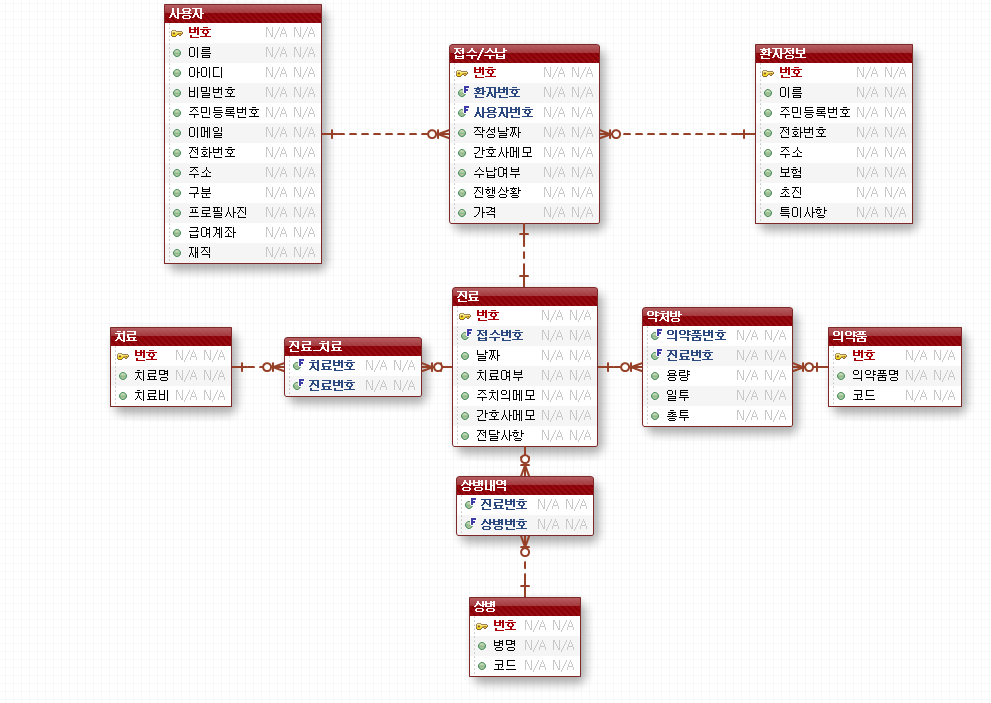 사용자
번호 N/A N/A
이름 N/A N/A
아이디 N/A N/A
비밀번호 N/A N/A
주민등록번호 N/A N/A
이메일 N/A N/A
전화번호 N/A N/A
주소 N/A N/A
구분 N/A N/A
프로필사진 N/A N/A
급여계좌 N/A N/A
재직 N/A N/A
접수/수납
번호 N/A N/A
F 환자번호 N/A N/A
F 사용자번호 N/A N/A
작성날짜 N/A N/A
간호사메모 N/A N/A
수납여부 N/A N/A
진행상황 N/A N/A
가격 N/A N/A
환자정보
번호 N/A N/A
이름 N/A N/A
주민등록번호 N/A N/A
전화번호 N/A N/A
주소 N/A N/A
보험 N/A N/A
초진 N/A N/A
특이사항 N/A N/A
치료
번호 N/A N/A
치료명 N/A N/A
치료비 N/A N/A
진료_치료
F 치료번호 N/A N/A
F 진료번호 N/A N/A
진료
번호 N/A N/A
F 접수번호 N/A N/A
날짜 N/A N/A
치료여부 N/A N/A
주치의메모 N/A N/A
간호사메모 N/A N/A
전달사항 N/A N/A
약처방
F 의약품번호 N/A N/A
F 진료번호 N/A N/A
용량 N/A N/A
일투 N/A N/A
총투 N/A N/A
의약품
번호 N/A N/A
의약품명 N/A N/A
코드 N/A N/A
상병내역
F 진료번호 N/A N/A
F 상병번호 N/A N/A
상병
번호 N/A N/A
병명 N/A N/A
코드 N/A N/A